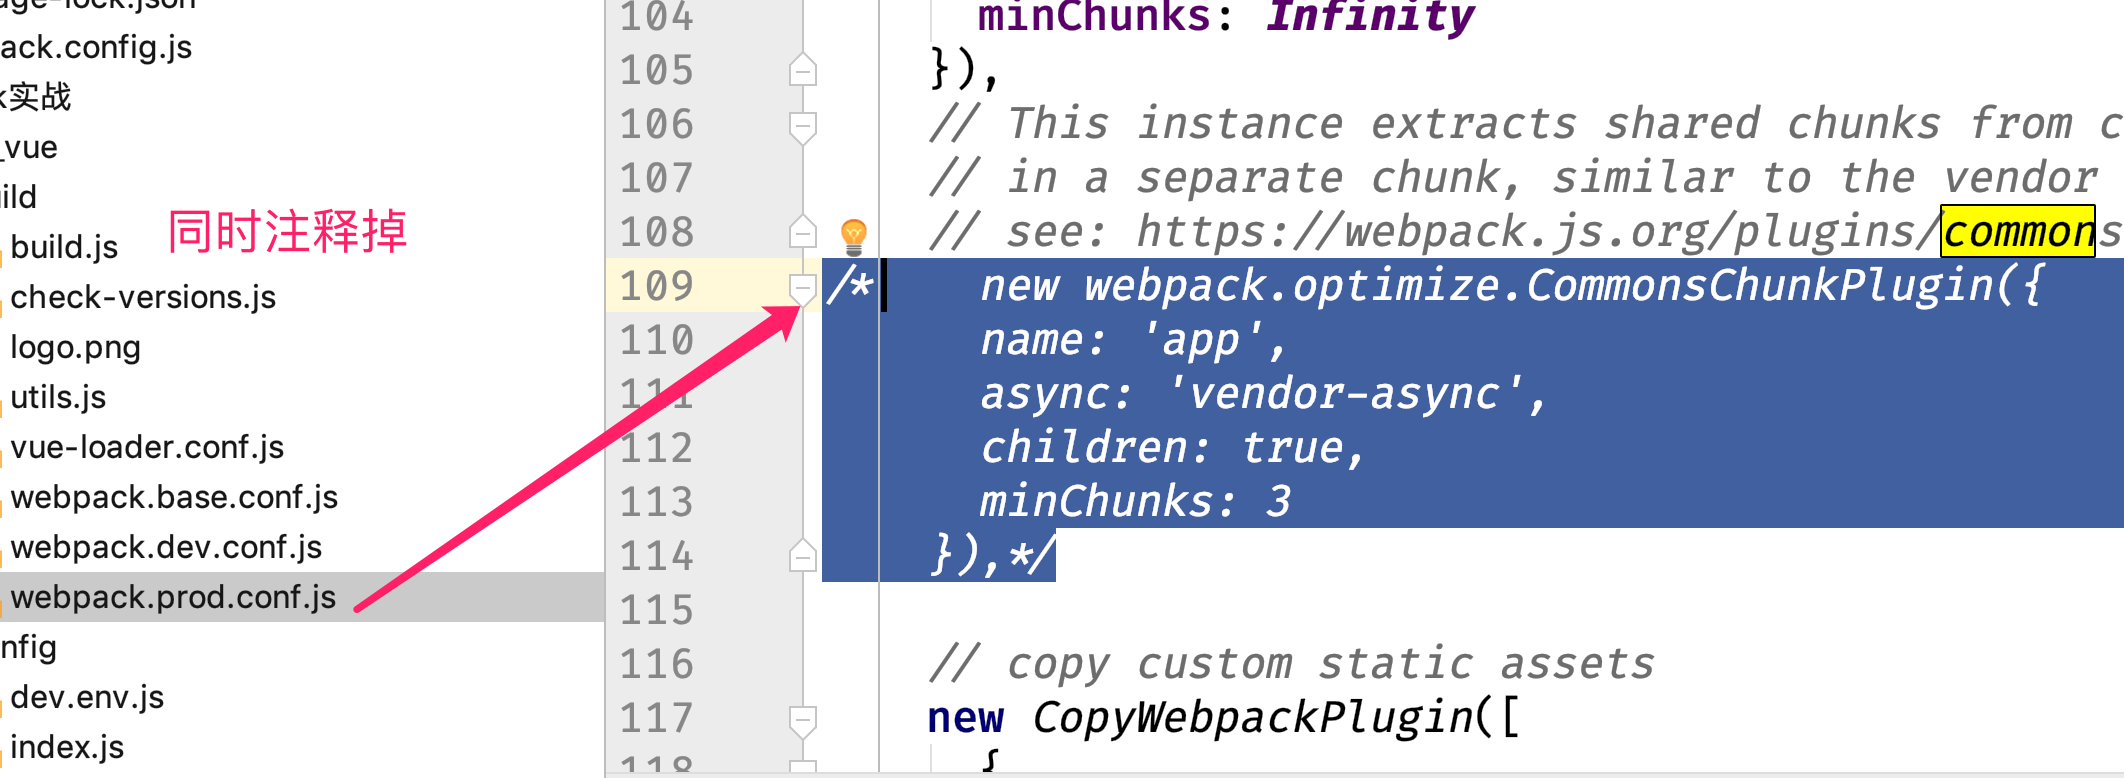 age-lock.json
ack.config.js
k实战
_vue
ild
build.js
check-versions.js
logo.png
utils.js
vue-loader.conf.js
webpack.base.conf.js
webpack.dev.conf.js
webpack.prod.conf.js
nfig
dev.env.js
index.js
同时注释掉
104 minChunks: Infinity
105 }),
106 // This instance extracts shared chunks from c
107 // in a separate chunk, similar to the vendor
108 // see: https://webpack.js.org/plugins/commons
109 /* new webpack.optimize.CommonsChunkPlugin({
110 name: 'app',
111 async: 'vendor-async',
112 children: true,
113 minChunks: 3
114 }),*/
115
116 // copy custom static assets
117 new CopyWebpackPlugin([
118 {